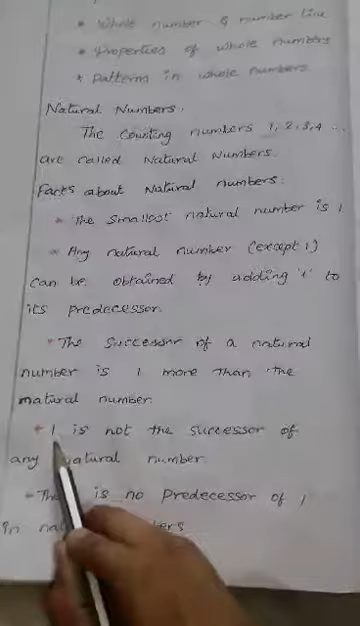 * Whole number & number line
* Properties of whole numbers
* Patterns in whole numbers
Natural Numbers.
The Counting numbers 1, 2, 3, 4 ...
are called Natural Numbers.
Facts about Natural numbers:
* The Smallest natural number is 1
* Any natural number (except 1)
can be obtained by adding '1' to
its predecessor.
* The Successor of a natural
number is 1 more than the
matural number.
* 1 is not the successor of
any natural number.
* The is no Predecessor of 1
in